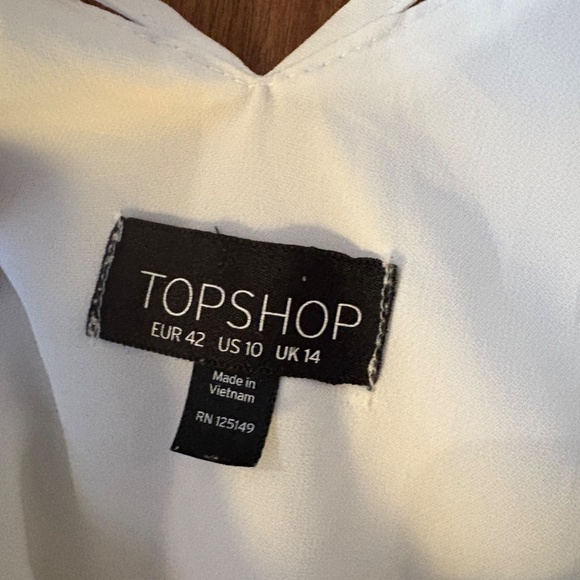 TOPSHOP
EUR 42 US 10 UK 14
Made in
Vietnam
RN 125149